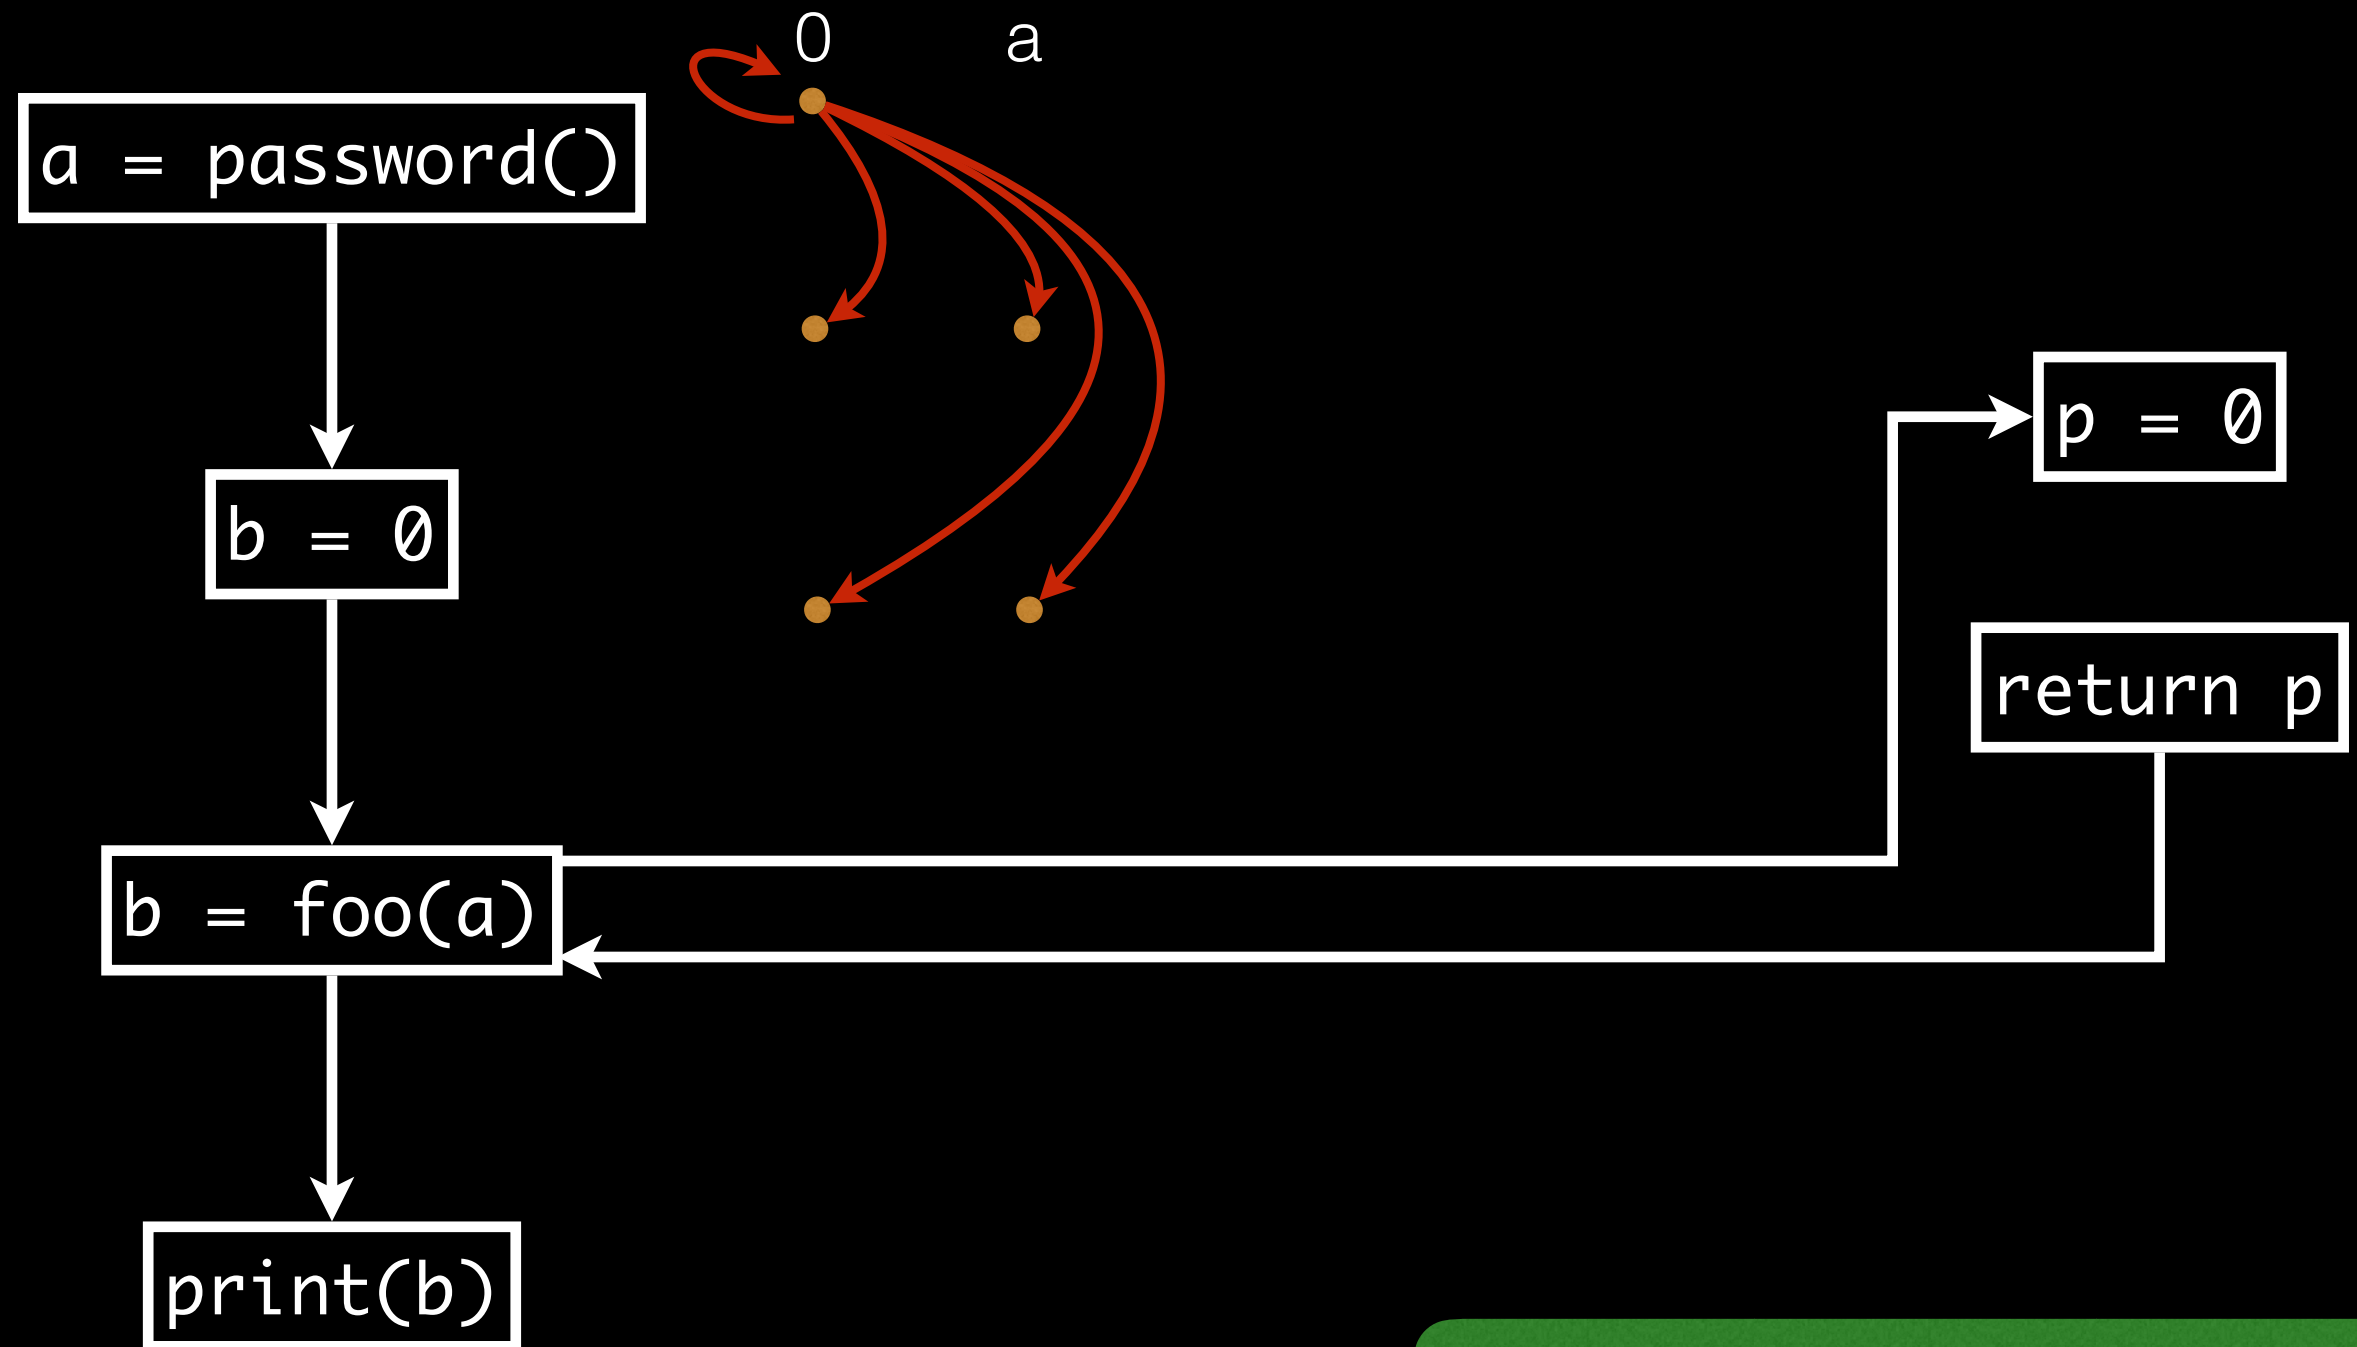 0 a
a = password()
b = 0
b = foo(a)
print(b)
p = 0
return p